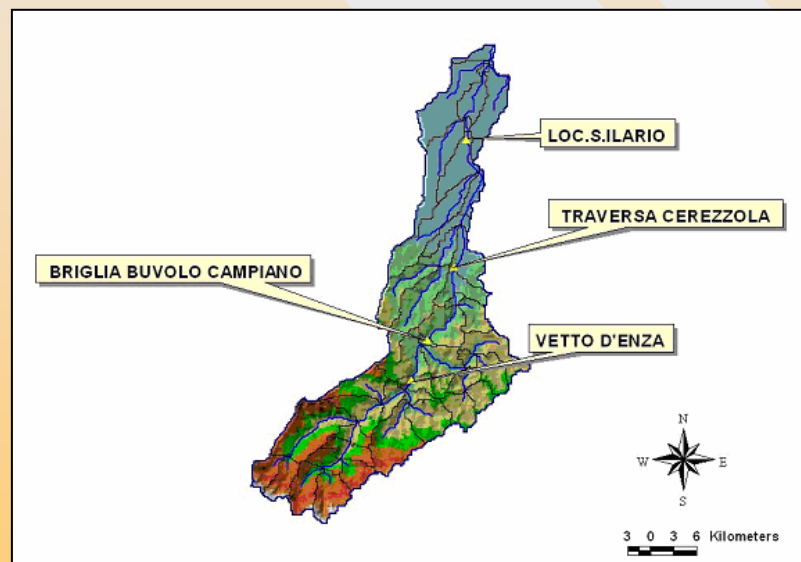 LOC.S.ILARIO
TRAVERSA CEREZZOLA
BRIGLIA BUVOLO CAMPIANO
VETTO D'ENZA
N
W E
S
3 0 3 6 Kilometers